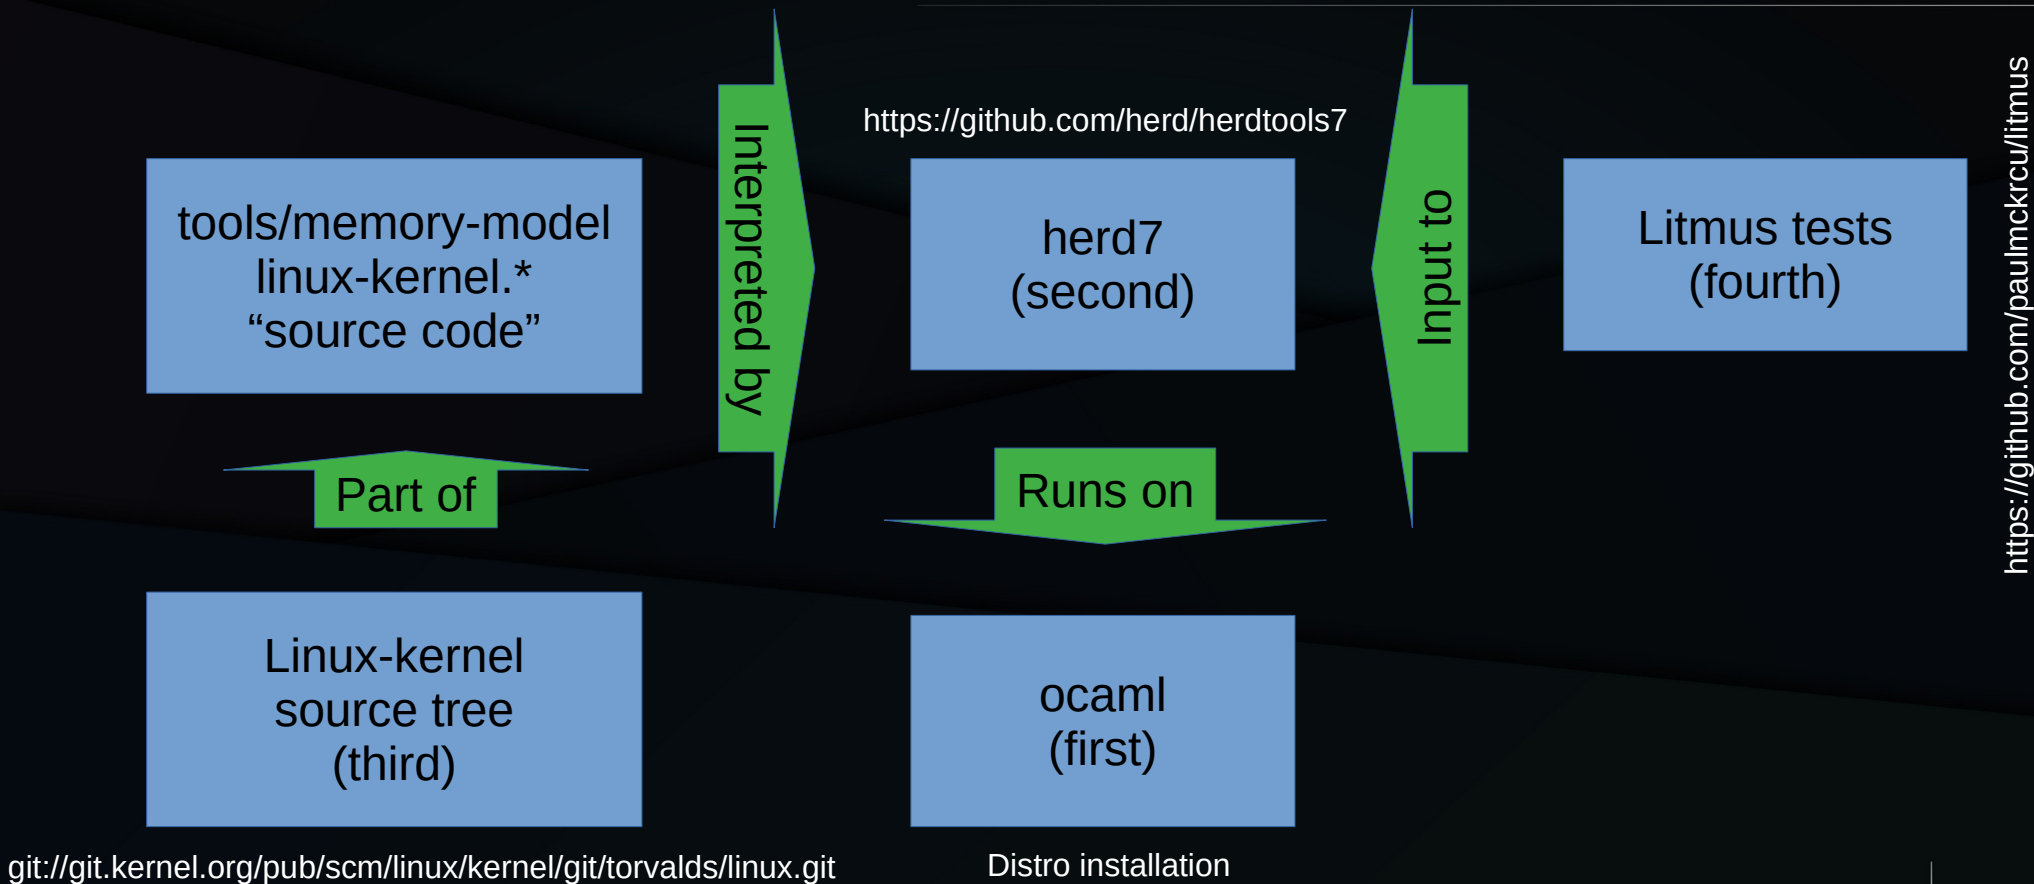 https://github.com/herd/herdtools7
tools/memory-model
linux-kernel.*
“source code”
Interpreted by
herd7
(second)
Input to
Litmus tests
(fourth)
https://github.com/paulmckrcu/litmus
Part of
Runs on
Linux-kernel
source tree
(third)
ocaml
(first)
git://git.kernel.org/pub/scm/linux/kernel/git/torvalds/linux.git
Distro installation